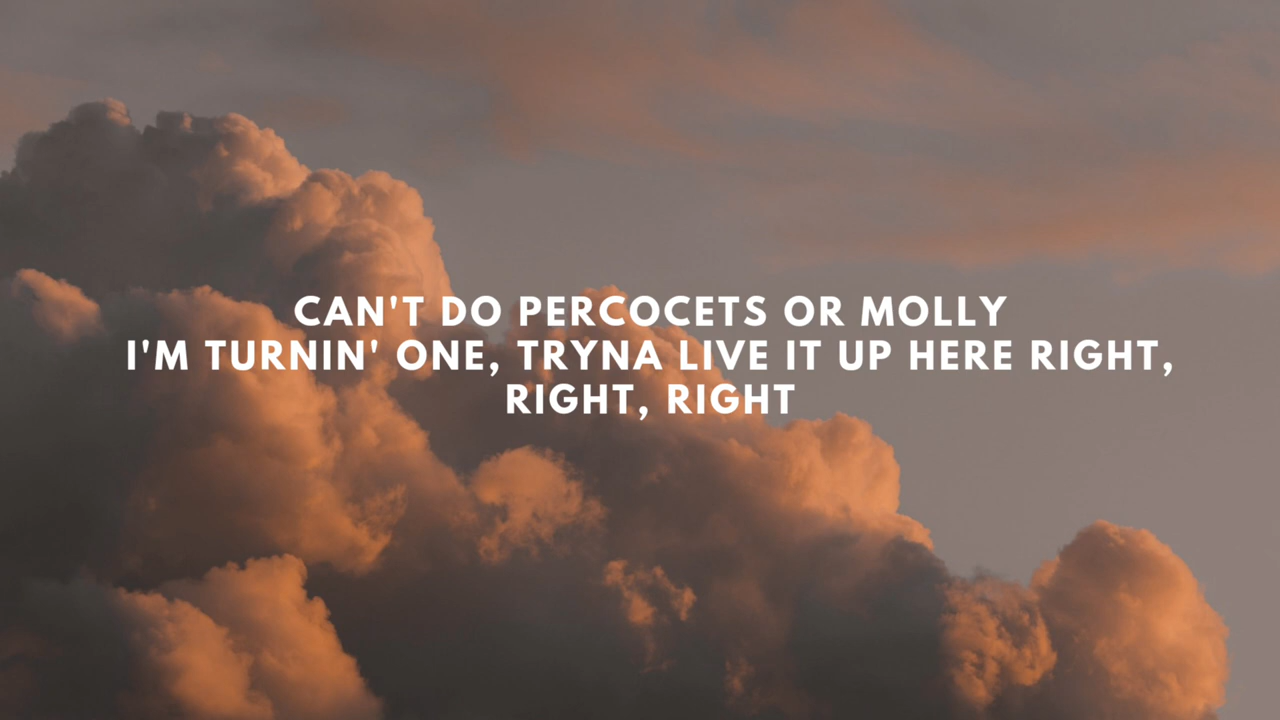 CAN'T DO PERCOCETS OR MOLLY
I'M TURNIN' ONE, TRYNA LIVE IT UP HERE RIGHT,
RIGHT, RIGHT